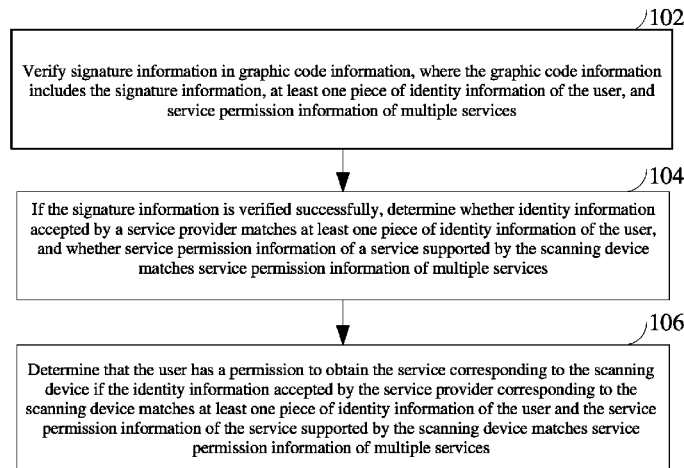 102
Verify signature information in graphic code information, where the graphic code information
includes the signature information, at least one piece of identity information of the user, and
service permission information of multiple services
104
If the signature information is verified successfully, determine whether identity information
accepted by a service provider matches at least one piece of identity information of the user,
and whether service permission information of a service supported by the scanning device
matches service permission information of multiple services
106
Determine that the user has a permission to obtain the service corresponding to the scanning
device if the identity information accepted by the service provider corresponding to the
scanning device matches at least one piece of identity information of the user and the service
permission information of the service supported by the scanning device matches service
permission information of multiple services